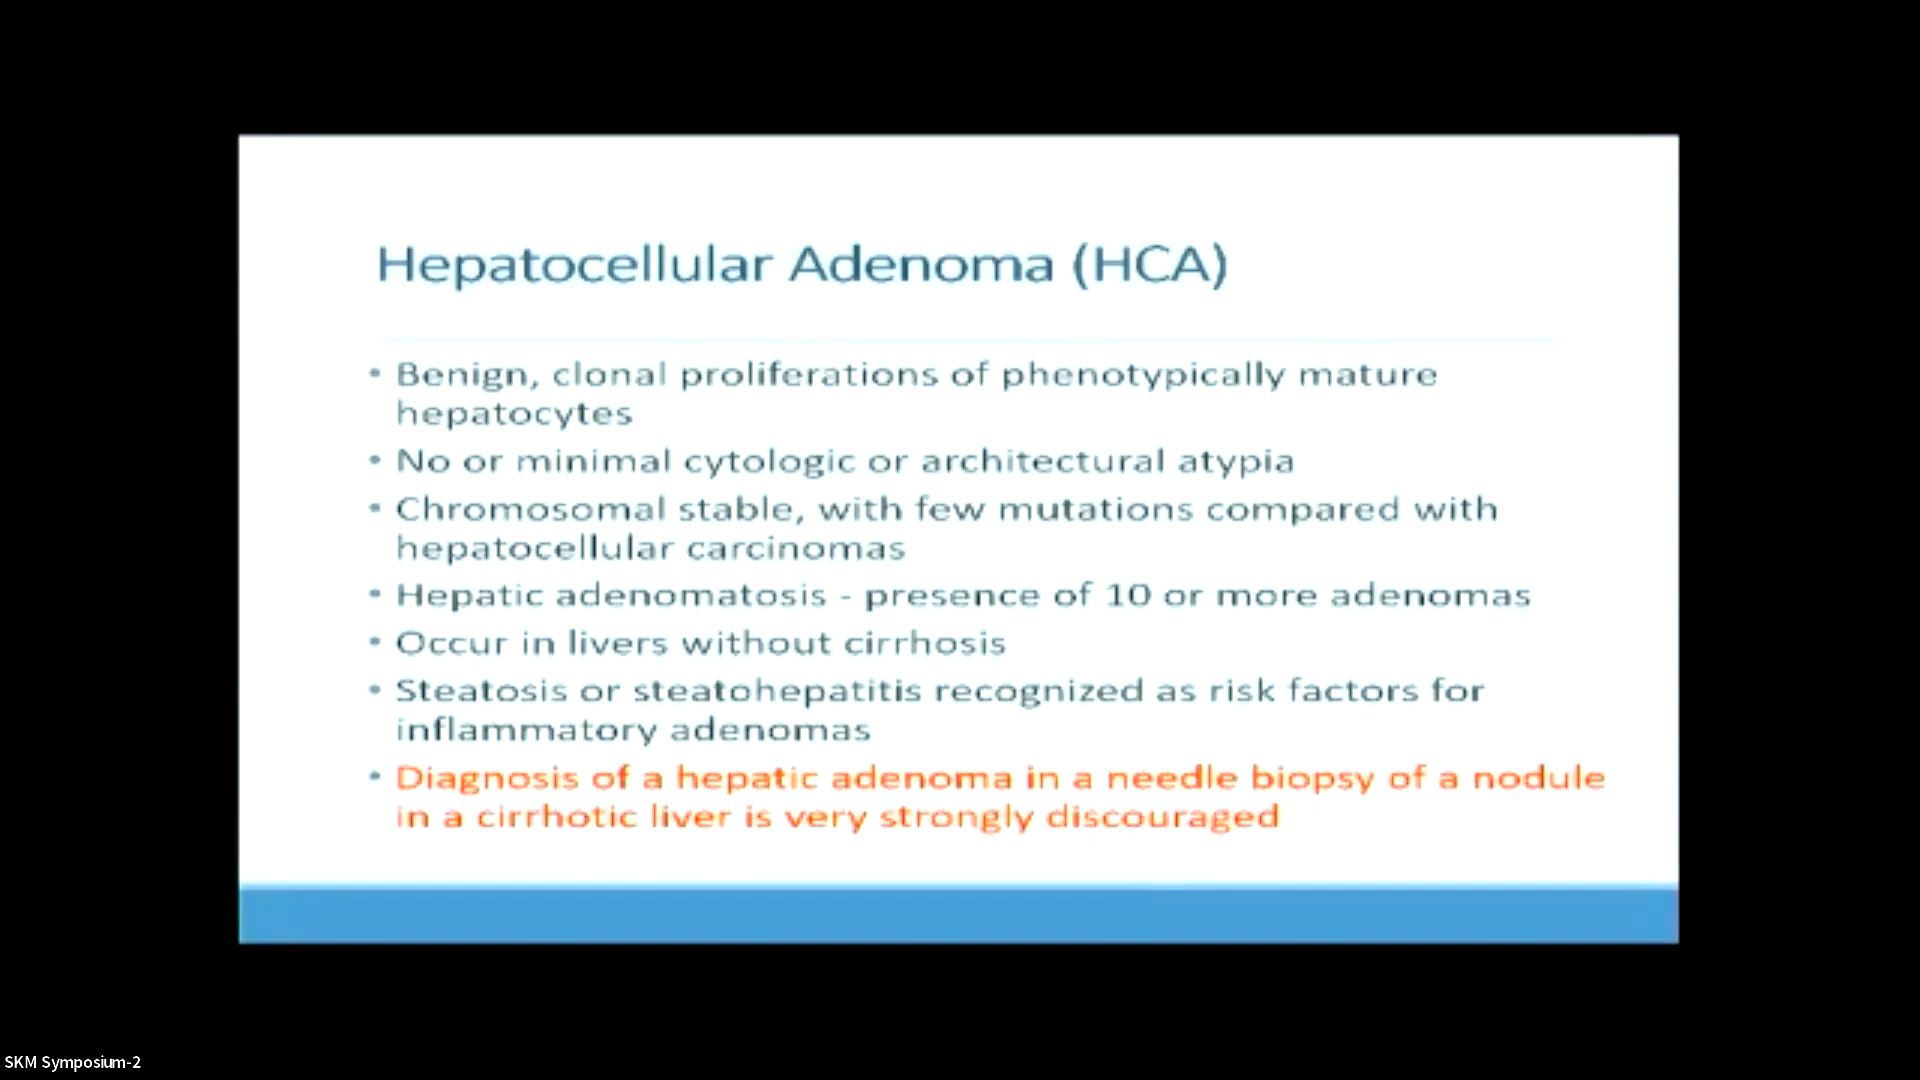 Hepatocellular Adenoma (HCA)
• Benign, clonal proliferations of phenotypically mature
hepatocytes
• No or minimal cytologic or architectural atypia
• Chromosomal stable, with few mutations compared with
hepatocellular carcinomas
• Hepatic adenomatosis - presence of 10 or more adenomas
• Occur in livers without cirrhosis
• Steatosis or steatohepatitis recognized as risk factors for
inflammatory adenomas
• Diagnosis of a hepatic adenoma in a needle biopsy of a nodule
in a cirrhotic liver is very strongly discouraged
SKM Symposium-2